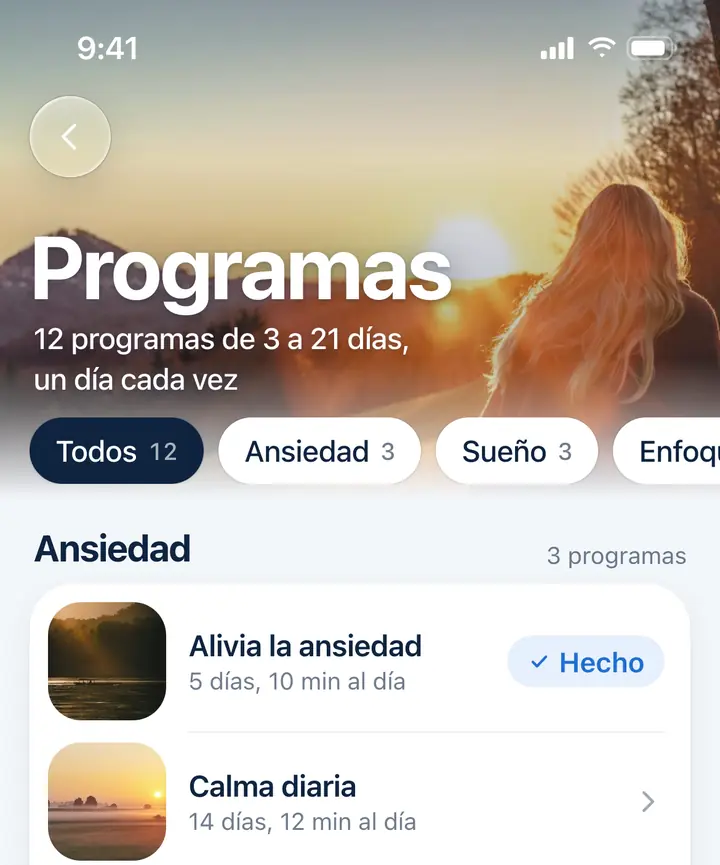 9:41
Programas
12 programas de 3 a 21 días,
un día cada vez
Todos 12
Ansiedad 3
Sueño 3
Enfoqu
Ansiedad
3 programas
Alivia la ansiedad
5 días, 10 min al día
Hecho
Calma diaria
14 días, 12 min al día